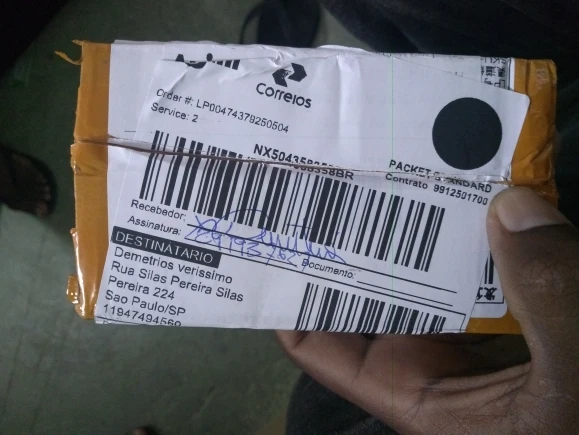 Correios
Order #: LP00474379250504
Service: 2
PACKET STANDARD
Contrato 9912501700
Recebedor:
Assinatura:
Documento:
DESTINATÁRIO
Demetrios verissimo
Rua Silas Pereira Silas
Pereira 224
Sao Paulo/SP
11947494569